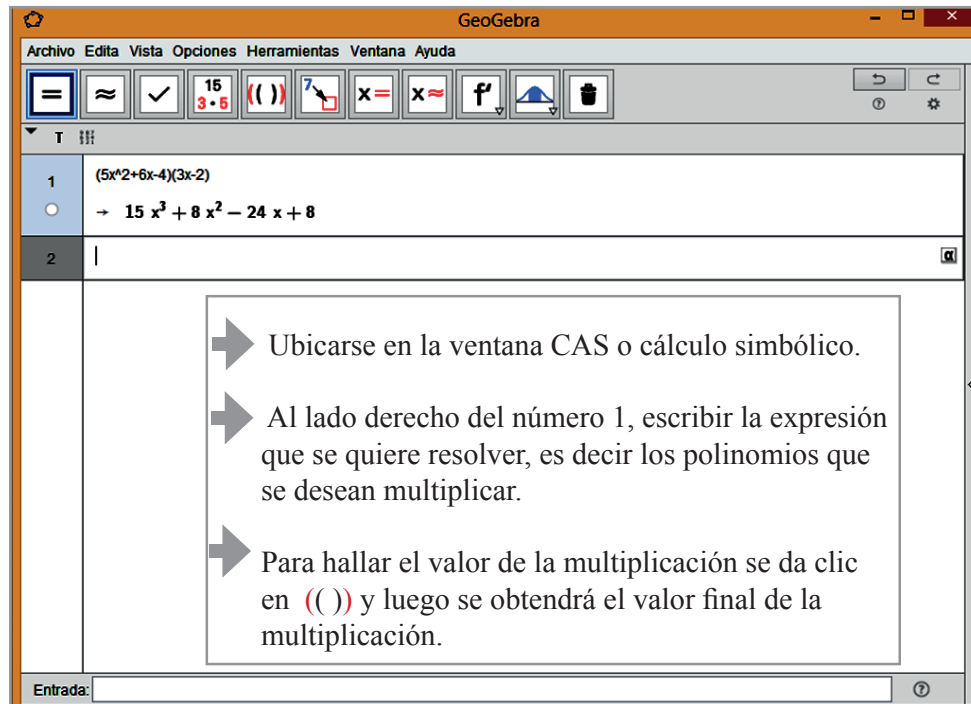 GeoGebra
Archivo Edita Vista Opciones Herramientas Ventana Ayuda
= ≈ ✓ 15 3·5 (( )) 7 x= x≈ f'
T
1 (5x^2+6x-4)(3x-2)
→ 15 x³ + 8 x² − 24 x + 8
2 α
Ubicarse en la ventana CAS o cálculo simbólico.
Al lado derecho del número 1, escribir la expresión
que se quiere resolver, es decir los polinomios que
se desean multiplicar.
Para hallar el valor de la multiplicación se da clic
en (( )) y luego se obtendrá el valor final de la
multiplicación.
Entrada: